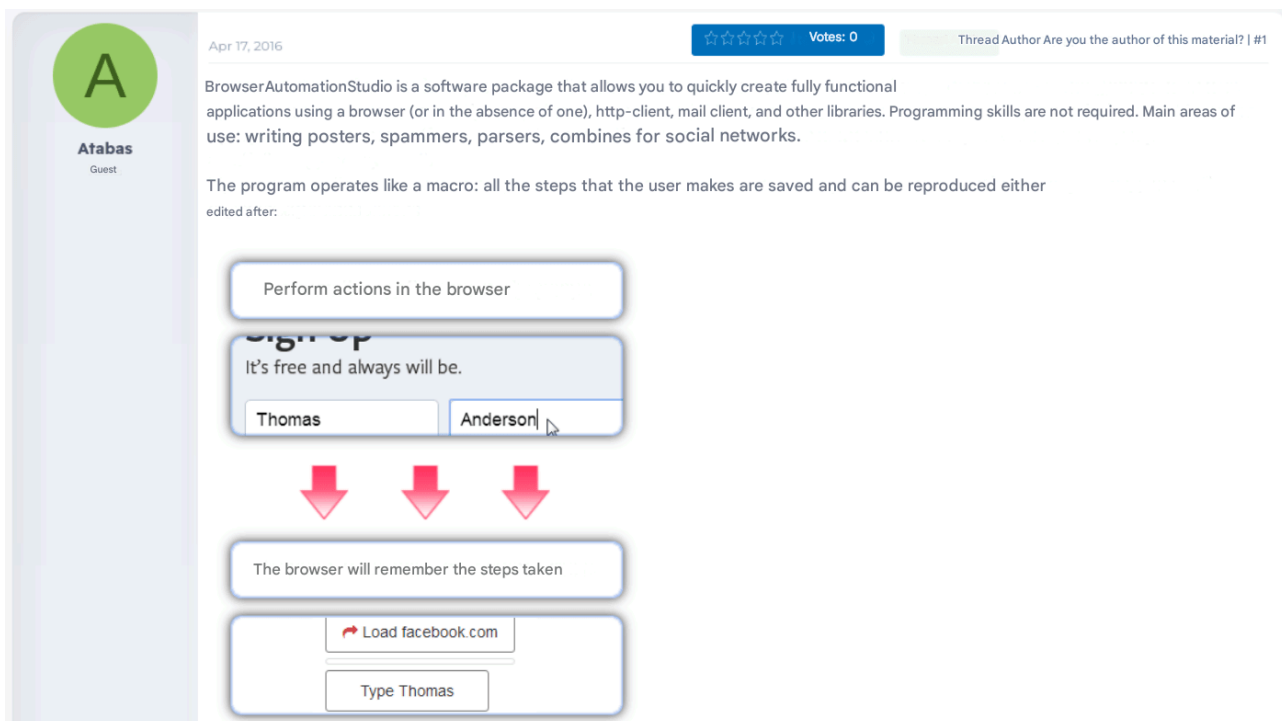 A
Atabas
Guest
Apr 17, 2016
Votes: 0
Thread Author Are you the author of this material? | #1
BrowserAutomationStudio is a software package that allows you to quickly create fully functional
applications using a browser (or in the absence of one), http-client, mail client, and other libraries. Programming skills are not required. Main areas of
use: writing posters, spammers, parsers, combines for social networks.
The program operates like a macro: all the steps that the user makes are saved and can be reproduced either
edited after:
Perform actions in the browser
Sign Up
It's free and always will be.
Thomas
Anderson
The browser will remember the steps taken
Load facebook.com
Type Thomas